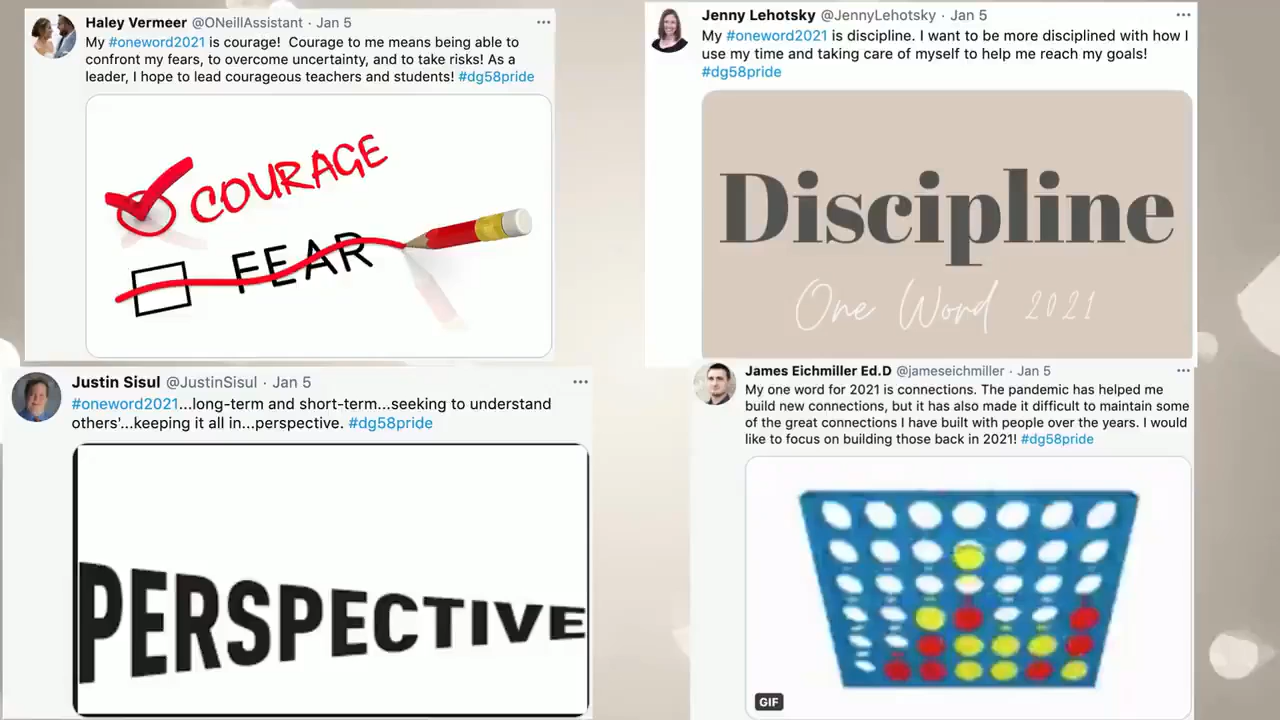 Haley Vermeer @ONeillAssistant · Jan 5
My #oneword2021 is courage!  Courage to me means being able to
confront my fears, to overcome uncertainty, and to take risks! As a
leader, I hope to lead courageous teachers and students! #dg58pride
COURAGE
FEAR
Jenny Lehotsky @JennyLehotsky · Jan 5
My #oneword2021 is discipline. I want to be more disciplined with how I
use my time and taking care of myself to help me reach my goals!
#dg58pride
Discipline
One Word 2021
Justin Sisul @JustinSisul · Jan 5
#oneword2021...long-term and short-term...seeking to understand
others'...keeping it all in...perspective. #dg58pride
PERSPECTIVE
James Eichmiller Ed.D @jameseichmiller · Jan 5
My one word for 2021 is connections. The pandemic has helped me
build new connections, but it has also made it difficult to maintain some
of the great connections I have built with people over the years. I would
like to focus on building those back in 2021! #dg58pride
GIF